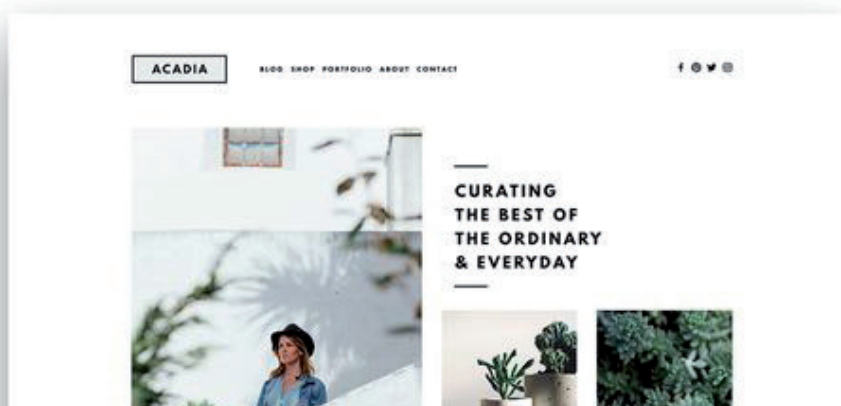 ACADIA
BLOG SHOP PORTFOLIO ABOUT CONTACT
CURATING
THE BEST OF
THE ORDINARY
& EVERYDAY